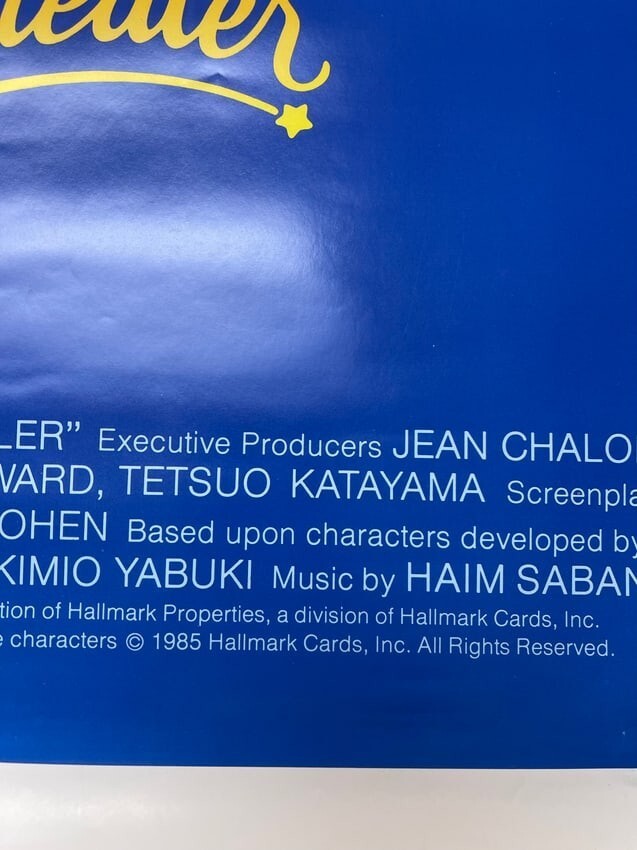 eater
LER” Executive Producers JEAN CHALO
WARD, TETSUO KATAYAMA Screenpla
OHEN Based upon characters developed by
KIMIO YABUKI Music by HAIM SABAN
tion of Hallmark Properties, a division of Hallmark Cards, Inc.
e characters © 1985 Hallmark Cards, Inc. All Rights Reserved.